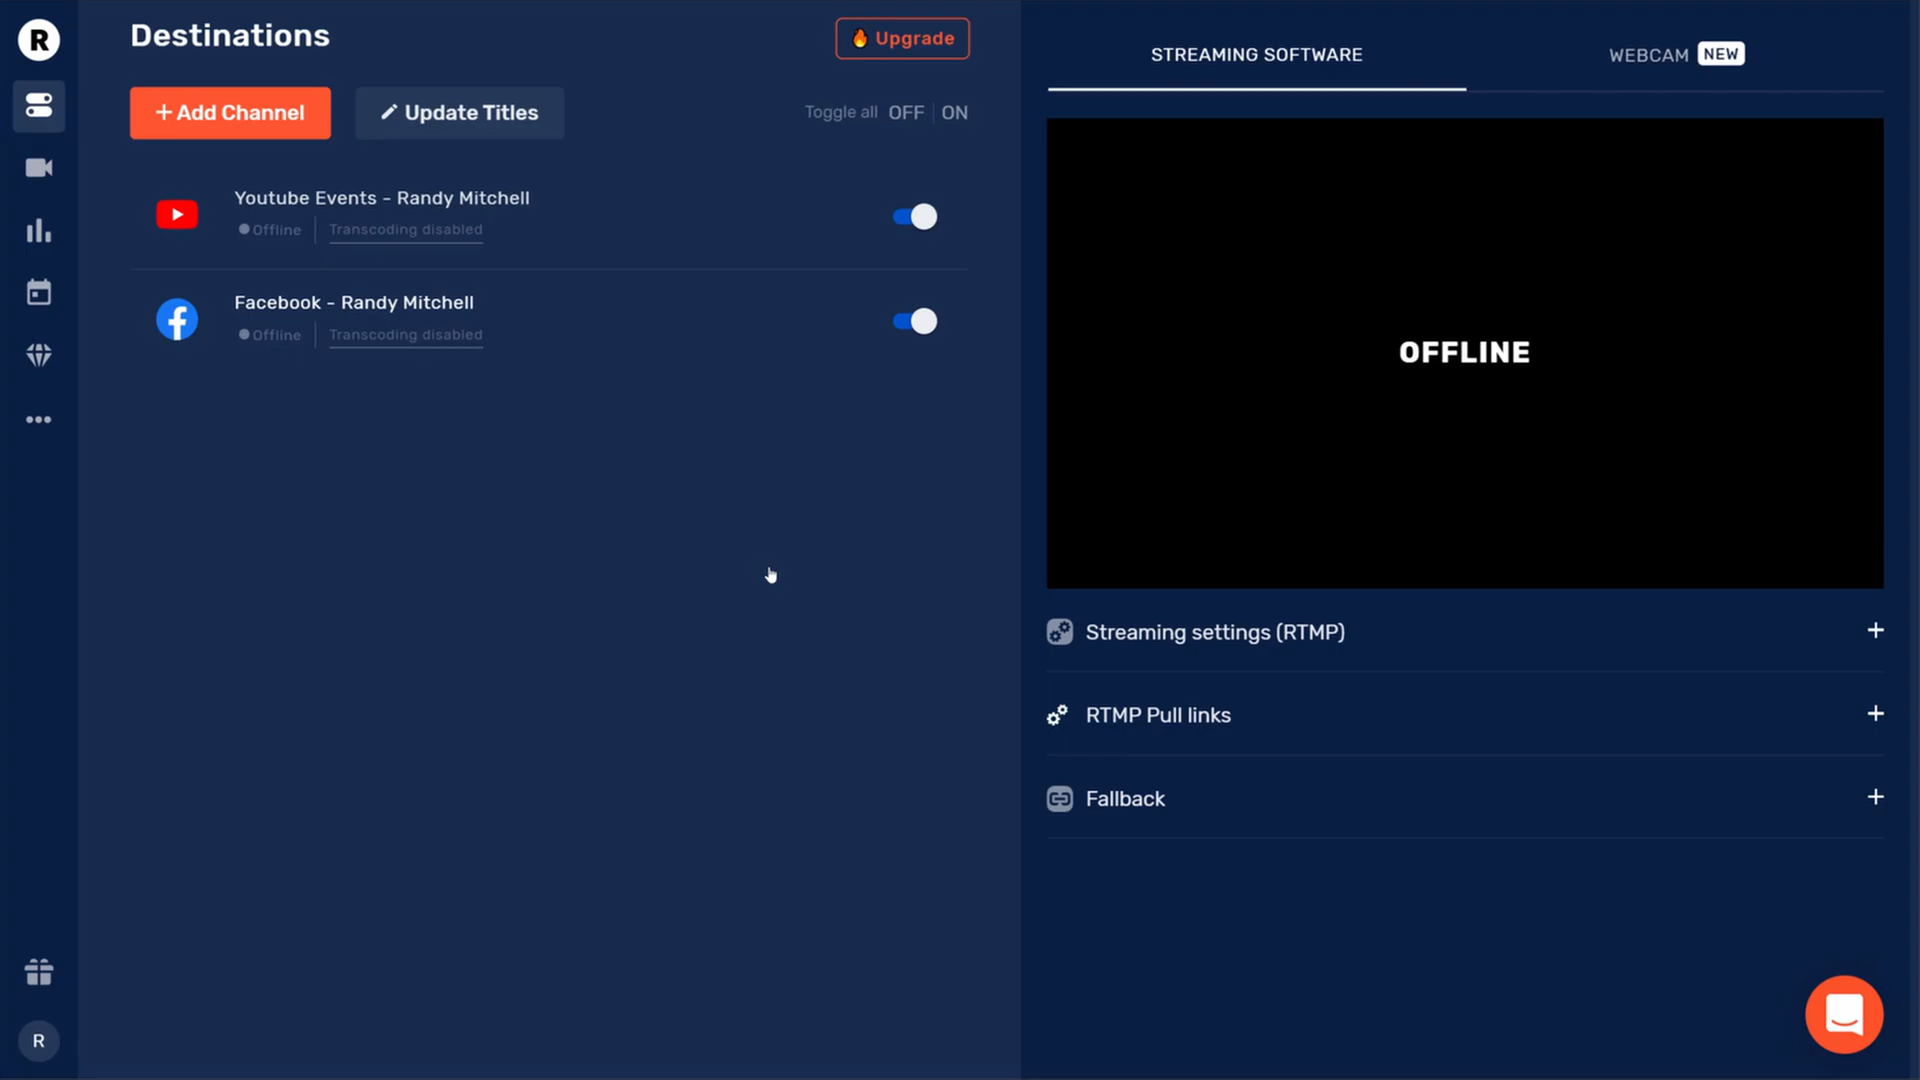 R
Destinations
Upgrade
+ Add Channel
Update Titles
Toggle all OFF | ON
Youtube Events - Randy Mitchell
Offline
Transcoding disabled
Facebook - Randy Mitchell
Offline
Transcoding disabled
R
STREAMING SOFTWARE
WEBCAM NEW
OFFLINE
Streaming settings (RTMP) +
RTMP Pull links +
Fallback +